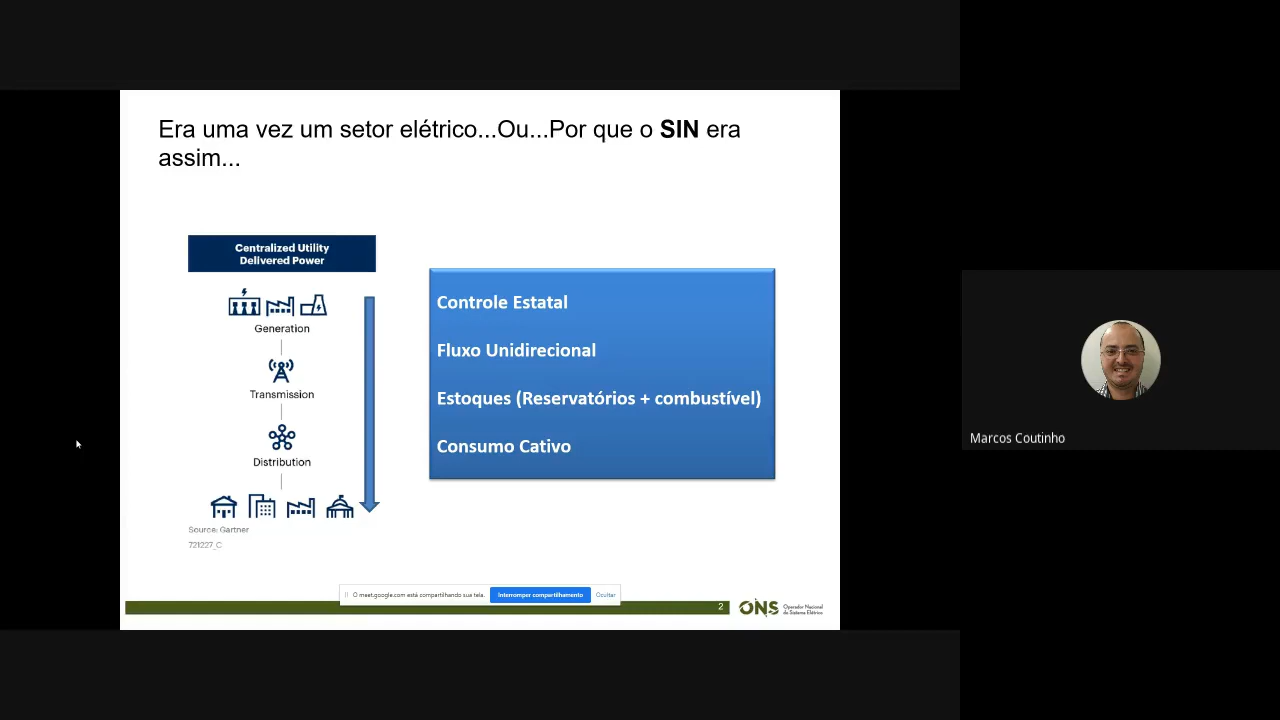 Era uma vez um setor elétrico...Ou...Por que o SIN era
assim...
Centralized Utility
Delivered Power
Generation
Transmission
Distribution
Source: Gartner
721227_C
Controle Estatal
Fluxo Unidirecional
Estoques (Reservatórios + combustível)
Consumo Cativo
O meet.google.com está compartilhando sua tela.
Interromper compartilhamento
Ocultar
2
ONS
Operador Nacional
do Sistema Elétrico
Marcos Coutinho